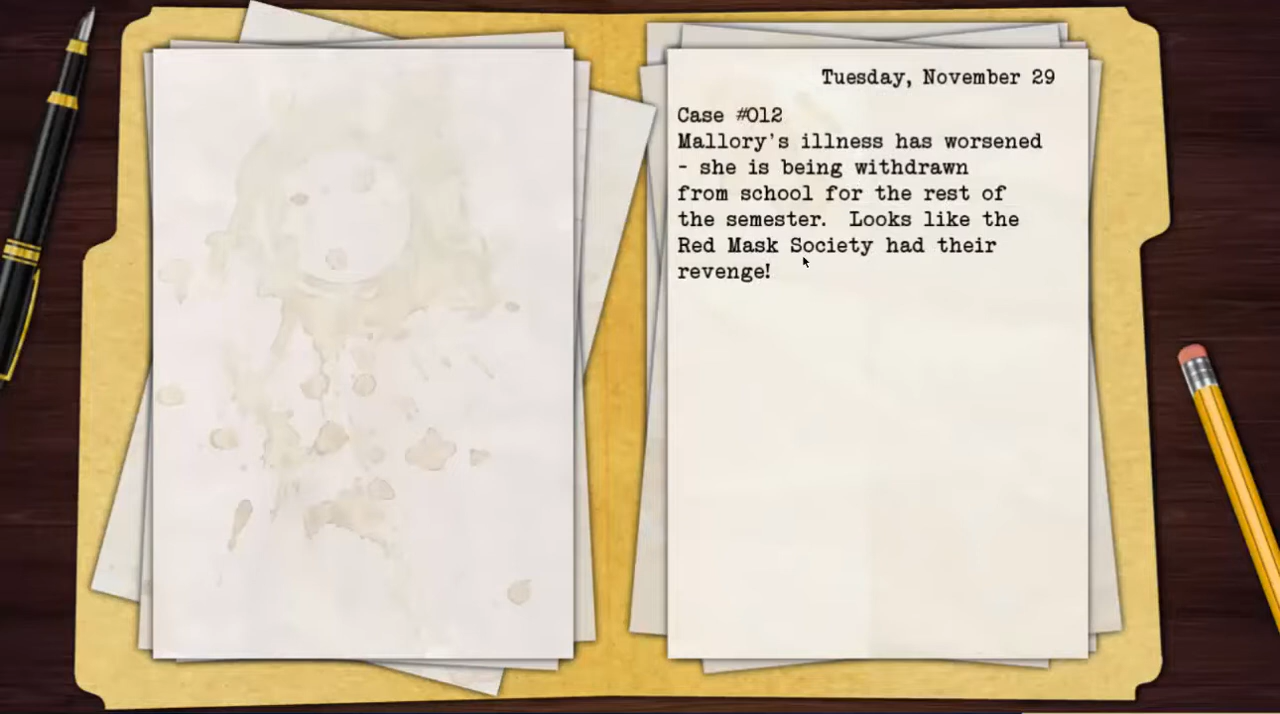 Tuesday, November 29
Case #012
Mallory's illness has worsened
- she is being withdrawn
from school for the rest of
the semester.  Looks like the
Red Mask Society had their
revenge!